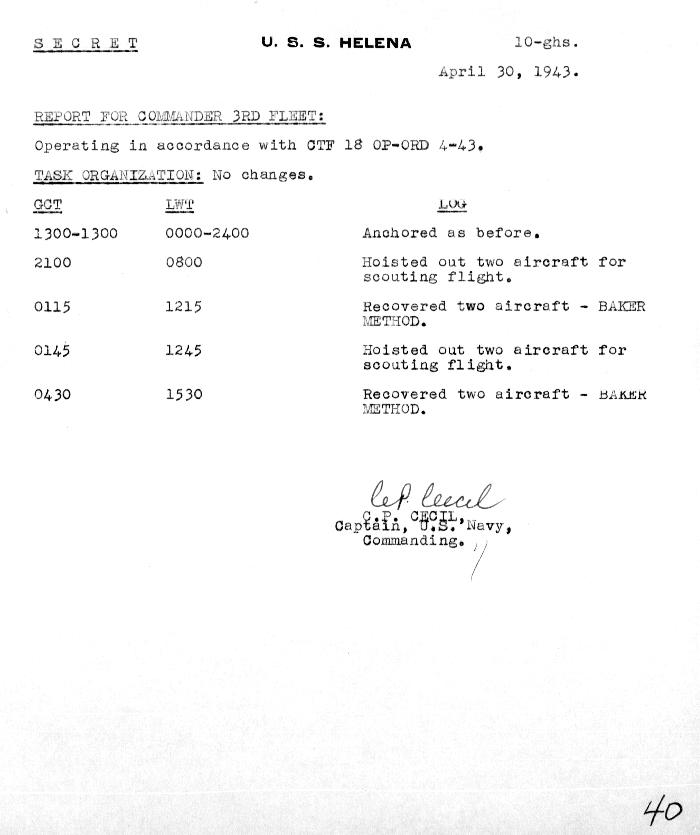 S E C R E T U. S. S. HELENA 10-ghs.
April 30, 1943.
REPORT FOR COMMANDER 3RD FLEET:
Operating in accordance with CTF 18 OP-ORD 4-43.
TASK ORGANIZATION: No changes.
GCT LWT LOG
1300-1300 0000-2400 Anchored as before.
2100 0800 Hoisted out two aircraft for
scouting flight.
0115 1215 Recovered two aircraft - BAKER
METHOD.
0145 1245 Hoisted out two aircraft for
scouting flight.
0430 1530 Recovered two aircraft - BAKER
METHOD.
C.P. Cecil
C.P. CECIL,
Captain, U.S. Navy,
Commanding.
40